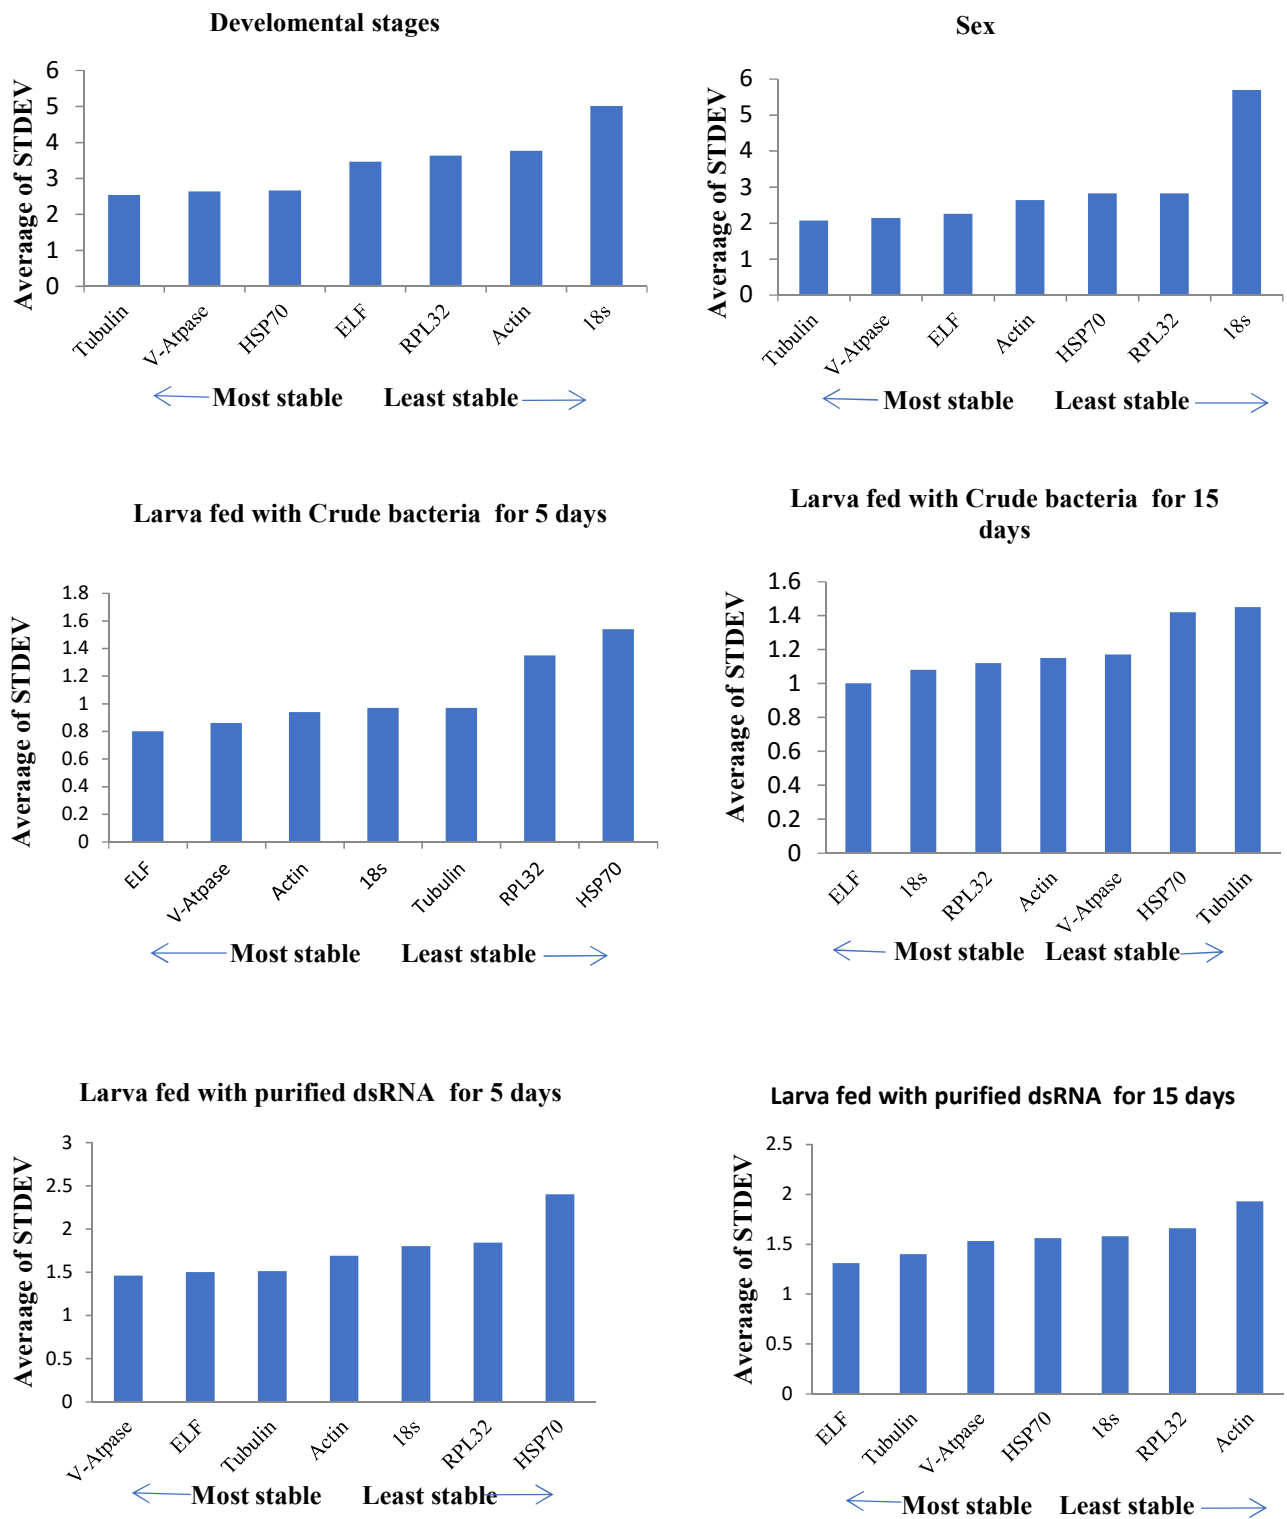 Develomental stages
Averaage of STDEV
6
5
4
3
2
1
0
Tubulin
V-Atpase
HSP70
ELF
RPL32
Actin
18s
Most stable Least stable
Sex
Averaage of STDEV
6
5
4
3
2
1
0
Tubulin
V-Atpase
ELF
Actin
HSP70
RPL32
18s
Most stable Least stable
Larva fed with Crude bacteria for 5 days
Averaage of STDEV
1.8
1.6
1.4
1.2
1
0.8
0.6
0.4
0.2
0
ELF
V-Atpase
Actin
18s
Tubulin
RPL32
HSP70
Most stable Least stable
Larva fed with Crude bacteria for 15
days
Averaage of STDEV
1.6
1.4
1.2
1
0.8
0.6
0.4
0.2
0
ELF
18s
RPL32
Actin
V-Atpase
HSP70
Tubulin
Most stable Least stable
Larva fed with purified dsRNA for 5 days
Averaage of STDEV
3
2.5
2
1.5
1
0.5
0
V-Atpase
ELF
Tubulin
Actin
18s
RPL32
HSP70
Most stable Least stable
Larva fed with purified dsRNA for 15 days
Averaage of STDEV
2.5
2
1.5
1
0.5
0
ELF
Tubulin
V-Atpase
HSP70
18s
RPL32
Actin
Most stable Least stable